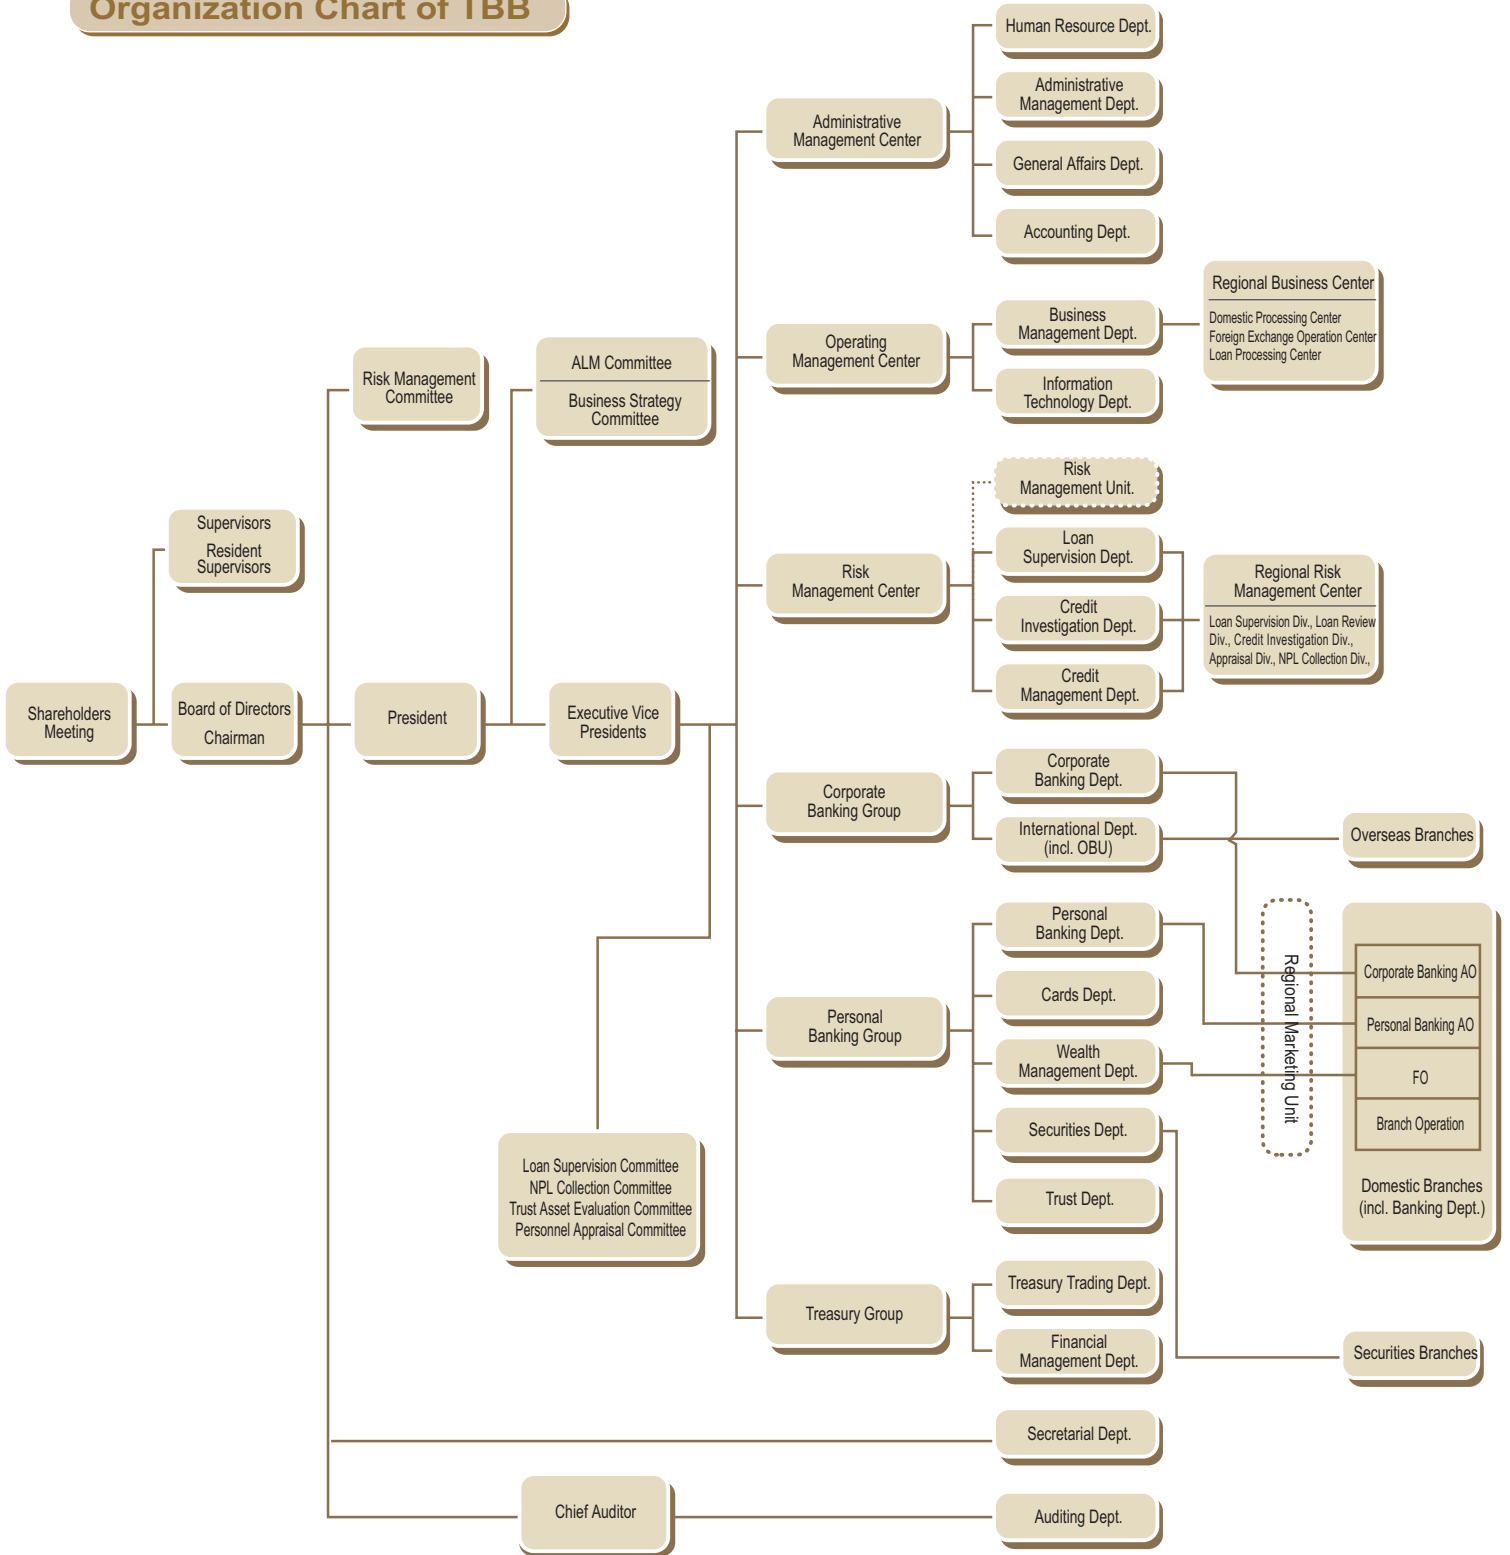 Organization Chart of TBB
Human Resource Dept.
Administrative
Management Dept.
Administrative
Management Center
General Affairs Dept.
Accounting Dept.
Regional Business Center
Domestic Processing Center
Foreign Exchange Operation Center
Loan Processing Center
Business
Management Dept.
Operating
Management Center
Information
Technology Dept.
ALM Committee
Business Strategy
Committee
Risk Management
Committee
Risk
Management Unit.
Supervisors
Resident
Supervisors
Loan
Supervision Dept.
Risk
Management Center
Credit
Investigation Dept.
Credit
Management Dept.
Regional Risk
Management Center
Loan Supervision Div., Loan Review
Div., Credit Investigation Div.,
Appraisal Div., NPL Collection Div.,
Shareholders
Meeting
Board of Directors
Chairman
President
Executive Vice
Presidents
Corporate
Banking Group
Corporate
Banking Dept.
International Dept.
(incl. OBU)
Overseas Branches
Personal
Banking Dept.
Cards Dept.
Personal
Banking Group
Wealth
Management Dept.
Securities Dept.
Trust Dept.
Regional Marketing Unit
Corporate Banking AO
Personal Banking AO
FO
Branch Operation
Domestic Branches
(incl. Banking Dept.)
Loan Supervision Committee
NPL Collection Committee
Trust Asset Evaluation Committee
Personnel Appraisal Committee
Treasury Trading Dept.
Treasury Group
Financial
Management Dept.
Securities Branches
Secretarial Dept.
Chief Auditor
Auditing Dept.